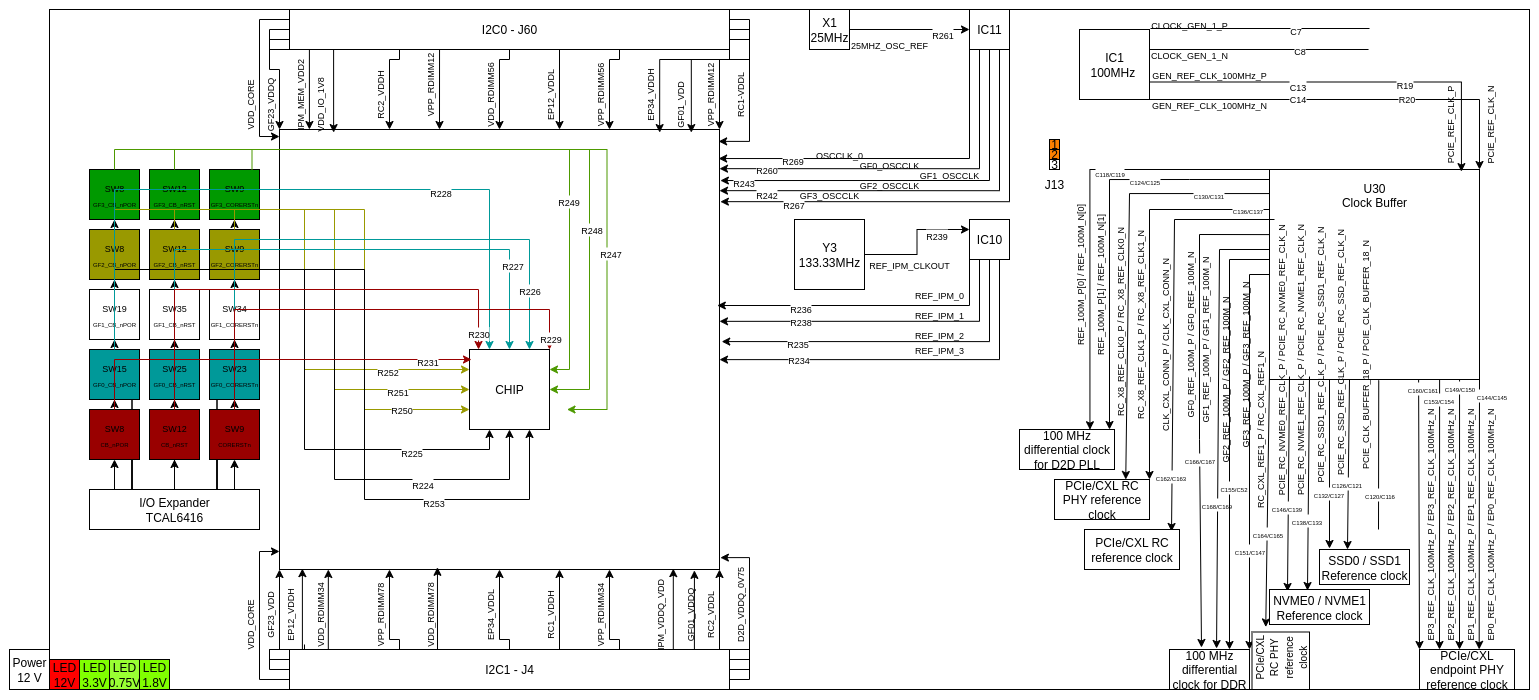 I2C0 - J60
X1
25MHz
25MHZ_OSC_REF
R261
IC11
IC1
100MHz
CLOCK_GEN_1_P
C7
C8
CLOCK_GEN_1_N
GEN_REF_CLK_100MHz_P
C13
R19
C14
R20
GEN_REF_CLK_100MHz_N
PCIE_REF_CLK_P
PCIE_REF_CLK_N
VDD_CORE
GF23_VDDQ
IPM_MEM_VDD2
VDD_IO_1V8
RC2_VDDH
VPP_RDIMM12
VDD_RDIMM56
EP12_VDDL
VPP_RDIMM56
EP34_VDDH
GF01_VDD
VPP_RDIMM12
RC1-VDDL
OSCCLK_0
R269
GF0_OSCCLK
R260
GF1_OSCCLK
R243
GF2_OSCCLK
R242
GF3_OSCCLK
R267
1
2
3
J13
U30
Clock Buffer
C118/C119
C124/C125
C130/C131
C136/C137
SW8
GF3_CB_nPOR
SW12
GF3_CB_nRST
SW9
GF3_CORERSTn
SW8
GF2_CB_nPOR
SW12
GF2_CB_nRST
SW9
GF2_CORERSTn
SW19
GF1_CB_nPOR
SW35
GF1_CB_nRST
SW34
GF1_CORERSTn
SW15
GF0_CB_nPOR
SW25
GF0_CB_nRST
SW23
GF0_CORERSTn
SW8
CB_nPOR
SW12
CB_nRST
SW9
CORERSTn
I/O Expander
TCAL6416
R228
R249
R248
R247
R227
R226
R230
R229
R231
R252
R251
R250
CHIP
R225
R224
R253
Y3
133.33MHz
R239
REF_IPM_CLKOUT
IC10
REF_IPM_0
R236
REF_IPM_1
R238
REF_IPM_2
R235
REF_IPM_3
R234
REF_100M_P[0] / REF_100M_N[0]
REF_100M_P[1] / REF_100M_N[1]
RC_X8_REF_CLK0_P / RC_X8_REF_CLK0_N
RC_X8_REF_CLK1_P / RC_X8_REF_CLK1_N
CLK_CXL_CONN_P / CLK_CXL_CONN_N
GF0_REF_100M_P / GF0_REF_100M_N
GF1_REF_100M_P / GF1_REF_100M_N
GF2_REF_100M_P / GF2_REF_100M_N
GF3_REF_100M_P / GF3_REF_100M_N
RC_CXL_REF1_P / RC_CXL_REF1_N
PCIE_RC_NVME0_REF_CLK_P / PCIE_RC_NVME0_REF_CLK_N
PCIE_RC_NVME1_REF_CLK_P / PCIE_RC_NVME1_REF_CLK_N
PCIE_RC_SSD1_REF_CLK_P / PCIE_RC_SSD1_REF_CLK_N
PCIE_RC_SSD_REF_CLK_P / PCIE_RC_SSD_REF_CLK_N
PCIE_CLK_BUFFER_18_P / PCIE_CLK_BUFFER_18_N
C160/C161
C153/C154
C149/C150
C144/C145
C166/C167
C162/C163
C168/C169
C155/C52
C151/C147
C164/C165
C146/C139
C138/C133
C132/C127
C126/C121
C120/C116
EP3_REF_CLK_100MHz_P / EP3_REF_CLK_100MHz_N
EP2_REF_CLK_100MHz_P / EP2_REF_CLK_100MHz_N
EP1_REF_CLK_100MHz_P / EP1_REF_CLK_100MHz_N
EP0_REF_CLK_100MHz_P / EP0_REF_CLK_100MHz_N
100 MHz
differential clock
for D2D PLL
PCIe/CXL RC
PHY reference
clock
PCIe/CXL RC
reference clock
SSD0 / SSD1
Reference clock
NVME0 / NVME1
Reference clock
100 MHz
differential
clock for DDR
PCIe/CXL
RC PHY
reference
clock
PCIe/CXL
endpoint PHY
reference clock
VDD_CORE
GF23_VDD
EP12_VDDH
VDD_RDIMM34
VPP_RDIMM78
VDD_RDIMM78
EP34_VDDL
RC1_VDDH
VPP_RDIMM34
IPM_VDDQ_VDD
GF01_VDDQ
RC2_VDDL
D2D_VDDQ_0V75
I2C1 - J4
Power
12 V
LED
12V
LED
3.3V
LED
0.75V
LED
1.8V